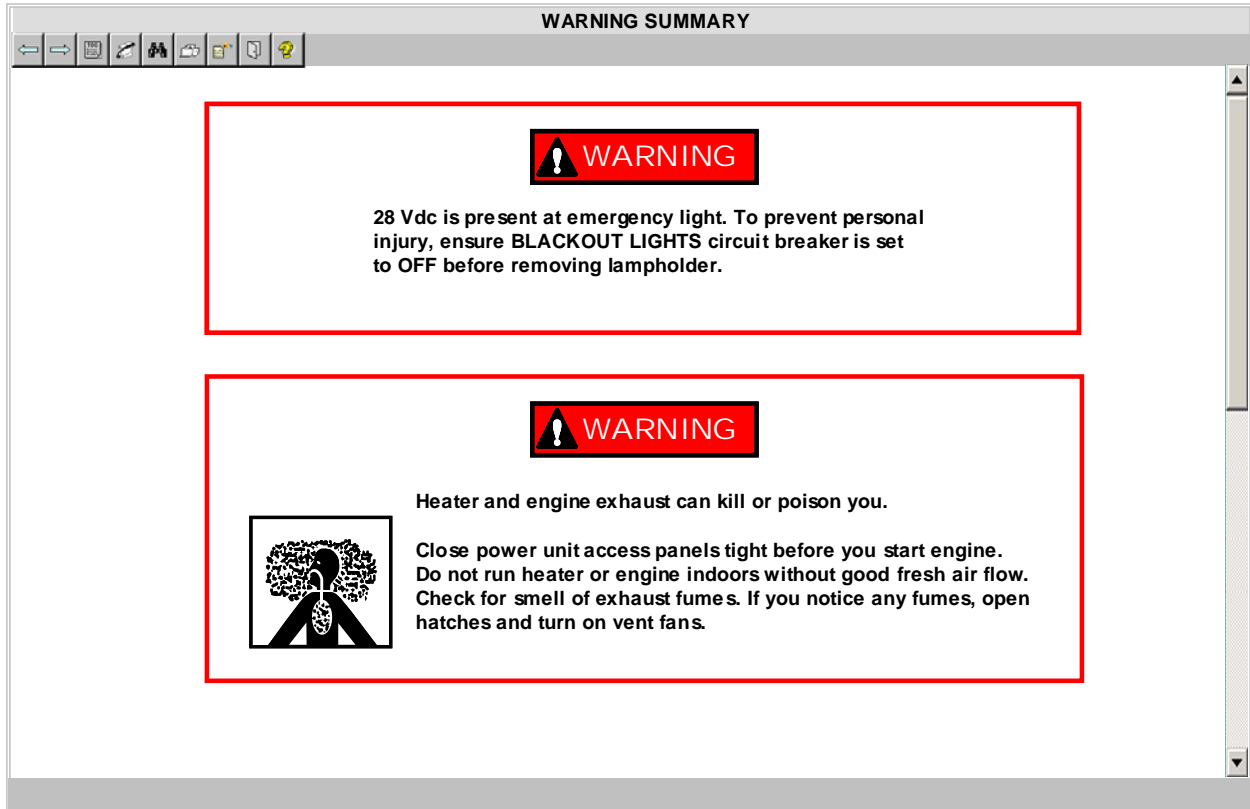 WARNING SUMMARY
WARNING
28 Vdc is present at emergency light. To prevent personal
injury, ensure BLACKOUT LIGHTS circuit breaker is set
to OFF before removing lampholder.
WARNING
Heater and engine exhaust can kill or poison you.
Close power unit access panels tight before you start engine.
Do not run heater or engine indoors without good fresh air flow.
Check for smell of exhaust fumes. If you notice any fumes, open
hatches and turn on vent fans.